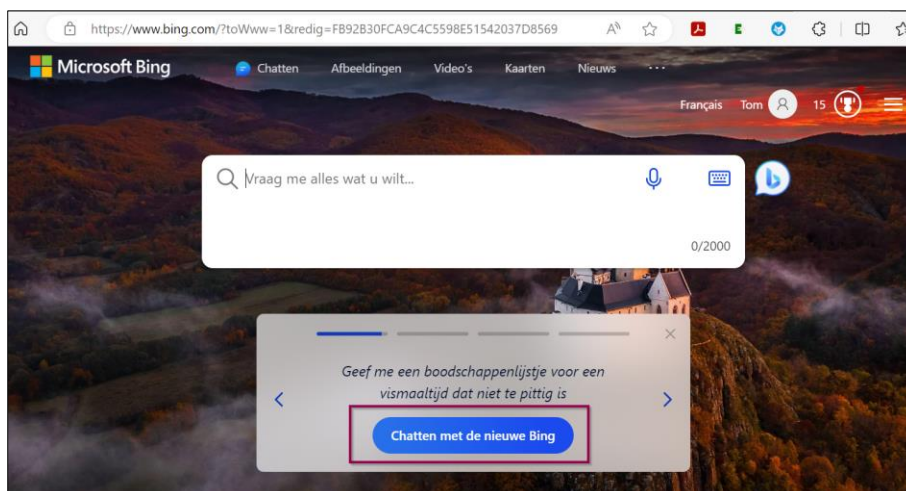 https://www.bing.com/?toWww=1&redig=FB92B30FCA9C4C5598E51542037D8569
Microsoft Bing
Chatten Afbeeldingen Video's Kaarten Nieuws ...
Français Tom 15
Vraag me alles wat u wilt...
0/2000
Geef me een boodschappenlijstje voor een
vismaaltijd dat niet te pittig is
Chatten met de nieuwe Bing